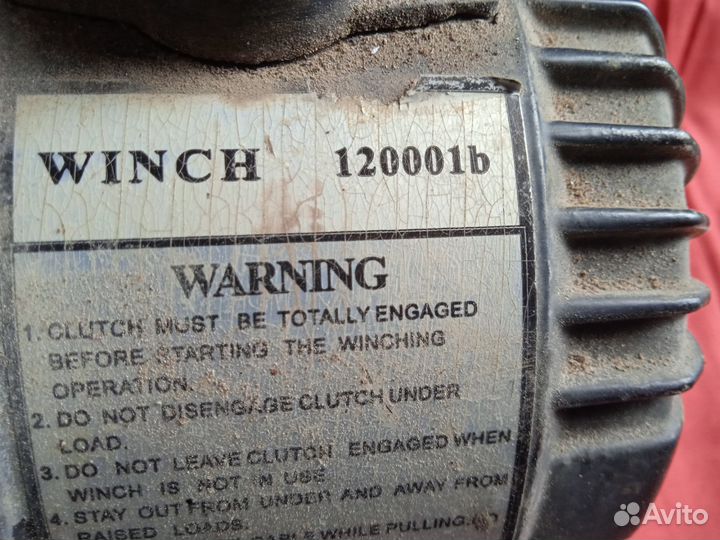 WINCH 120001b
WARNING
1. CLUTCH MUST BE TOTALLY ENGAGED
BEFORE STARTING THE WINCHING
OPERATION.
2. DO NOT DISENGAGE CLUTCH UNDER
LOAD.
3. DO NOT LEAVE CLUTCH ENGAGED WHEN
WINCH IS NOT IN USE
4. STAY OUT FROM UNDER AND AWAY FROM
RAISED LOADS.
CABLE WHILE PULLING.
Avito